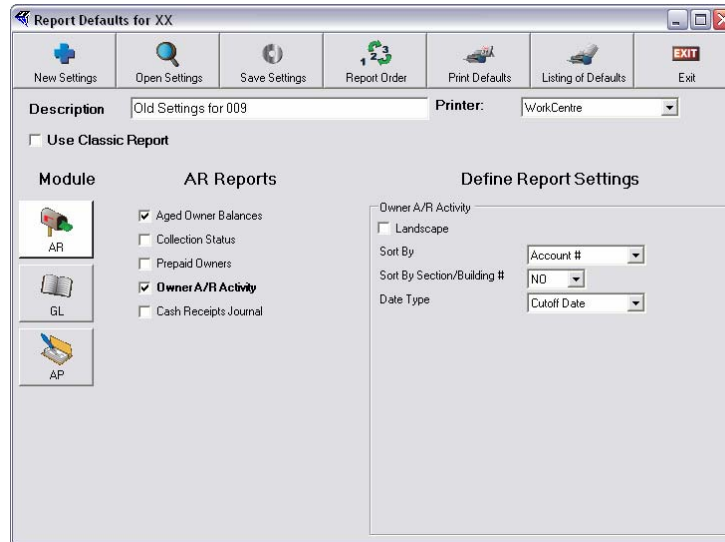 Report Defaults for XX
New Settings
Open Settings
Save Settings
Report Order
Print Defaults
Listing of Defaults
EXIT
Exit
Description
Old Settings for 009
Printer:
WorkCentre
Use Classic Report
Module
AR Reports
Define Report Settings
AR
GL
AP
Aged Owner Balances
Collection Status
Prepaid Owners
Owner A/R Activity
Cash Receipts Journal
Owner A/R Activity
Landscape
Sort By
Account #
Sort By Section/Building #
NO
Date Type
Cutoff Date